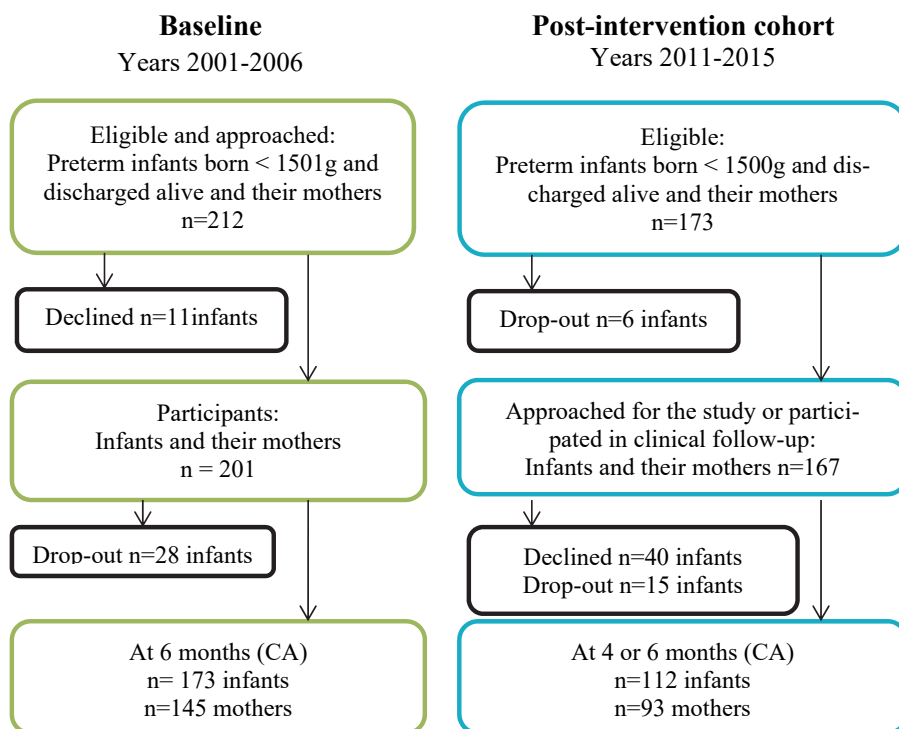 Baseline
Years 2001-2006
Eligible and approached:
Preterm infants born < 1501g and
discharged alive and their mothers
n=212
Declined n=11infants
Participants:
Infants and their mothers
n = 201
Drop-out n=28 infants
At 6 months (CA)
n= 173 infants
n=145 mothers
Post-intervention cohort
Years 2011-2015
Eligible:
Preterm infants born < 1500g and dis-
charged alive and their mothers
n=173
Drop-out n=6 infants
Approached for the study or partici-
pated in clinical follow-up:
Infants and their mothers n=167
Declined n=40 infants
Drop-out n=15 infants
At 4 or 6 months (CA)
n=112 infants
n=93 mothers